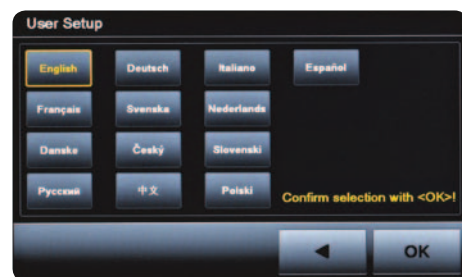 User Setup
English Deutsch Italiano Español
Français Svenska Nederlands
Danske Český Slovenski
Русский 中文 Polski
Confirm selection with <OK>!
OK